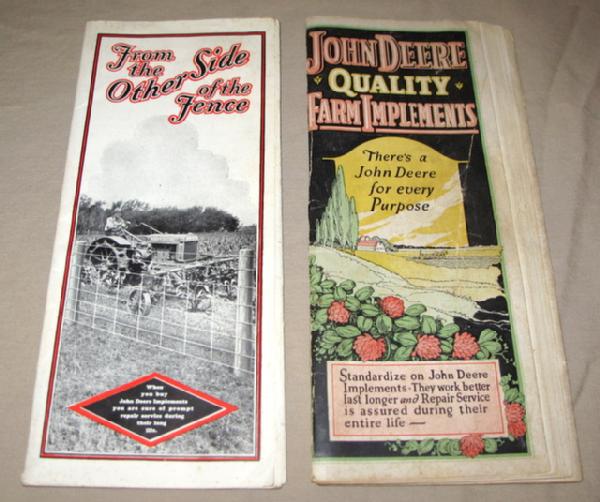 From
the
Other Side
of the
Fence
When
you buy
John Deere Implements
you are sure of prompt
repair service during
their long
life.
JOHN DEERE
QUALITY
FARM IMPLEMENTS
There's a
John Deere
for every
Purpose
Standardize on John Deere
Implements-They work better
last longer and Repair Service
is assured during their
entire life —